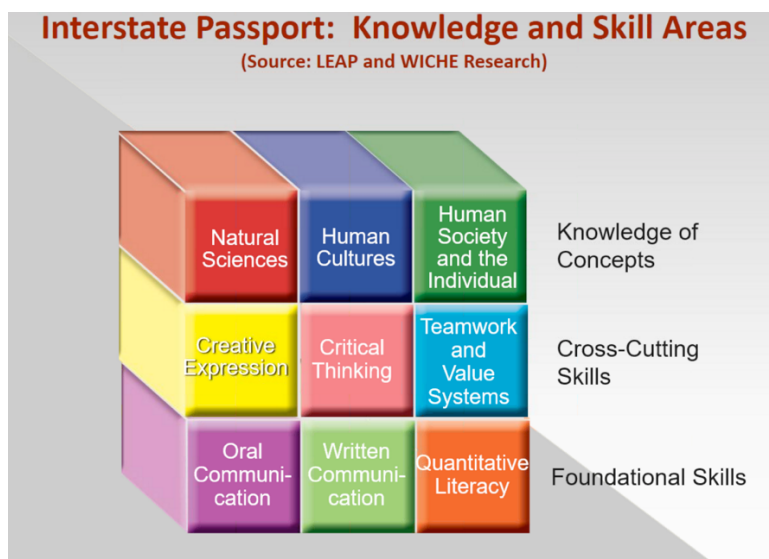 Interstate Passport: Knowledge and Skill Areas
(Source: LEAP and WICHE Research)
Natural
Sciences
Human
Cultures
Human
Society
and the
Individual
Knowledge of
Concepts
Creative
Expression
Critical
Thinking
Teamwork
and
Value
Systems
Cross-Cutting
Skills
Oral
Communi-
cation
Written
Communi-
cation
Quantitative
Literacy
Foundational Skills